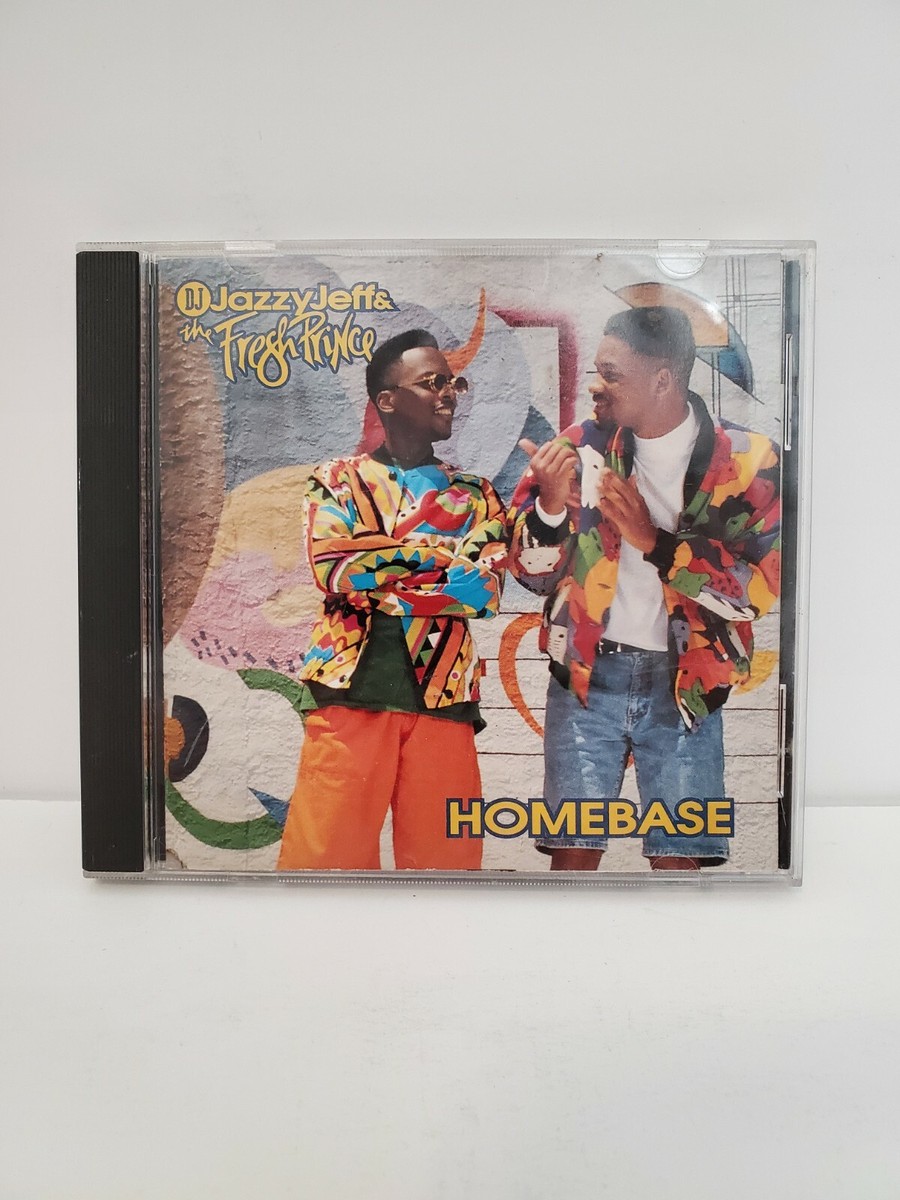 DJ Jazzy Jeff &
the Fresh Prince
HOMEBASE